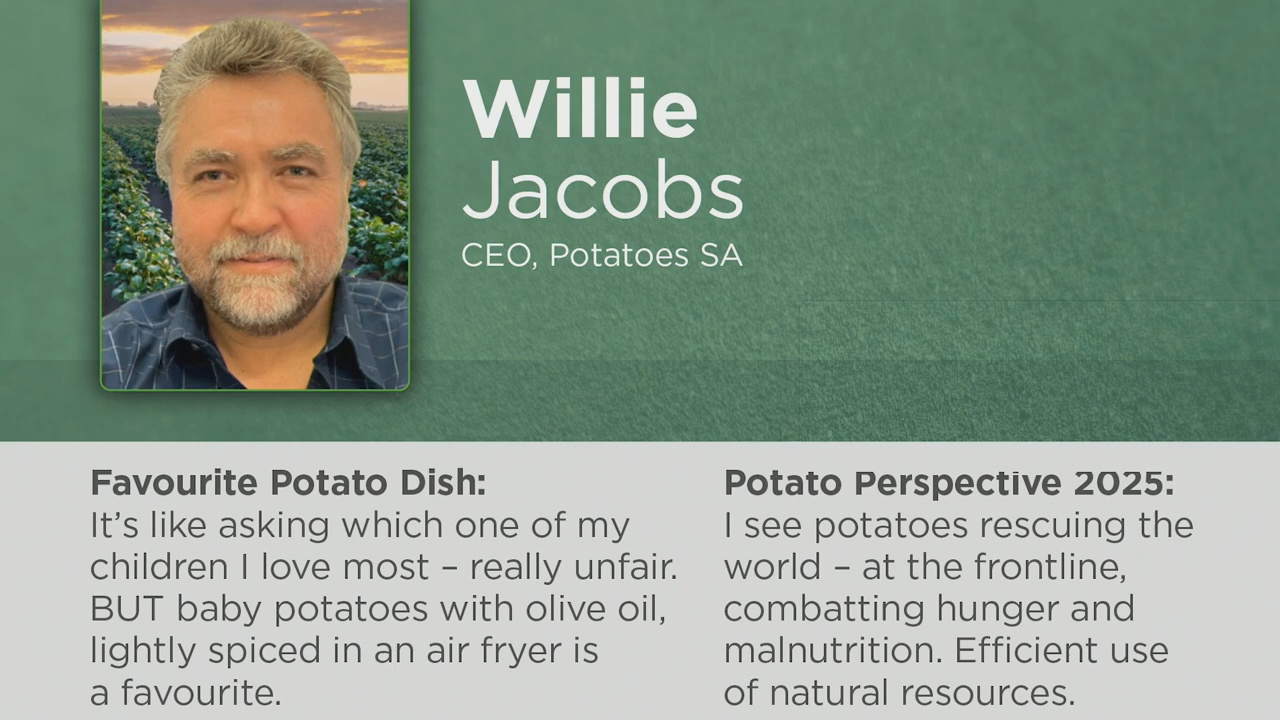 Willie
Jacobs
CEO, Potatoes SA
Favourite Potato Dish:
It's like asking which one of my
children I love most – really unfair.
BUT baby potatoes with olive oil,
lightly spiced in an air fryer is
a favourite.
Potato Perspective 2025:
I see potatoes rescuing the
world – at the frontline,
combatting hunger and
malnutrition. Efficient use
of natural resources.